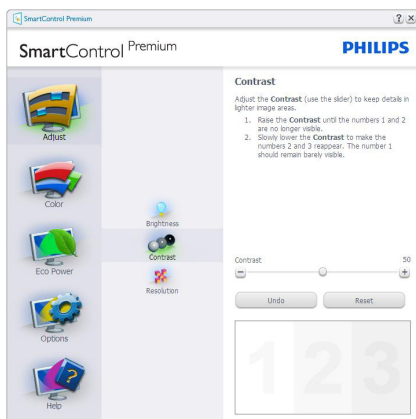 SmartControl Premium
SmartControl Premium
PHILIPS
Adjust
Color
Eco Power
Options
Help
Brightness
Contrast
Resolution
Contrast
Adjust the Contrast (use the slider) to keep details in
lighter image areas.
1. Raise the Contrast until the numbers 1 and 2
are no longer visible.
2. Slowly lower the Contrast to make the
numbers 2 and 3 reappear. The number 1
should remain barely visible.
Contrast 50
Undo Reset
1 2 3